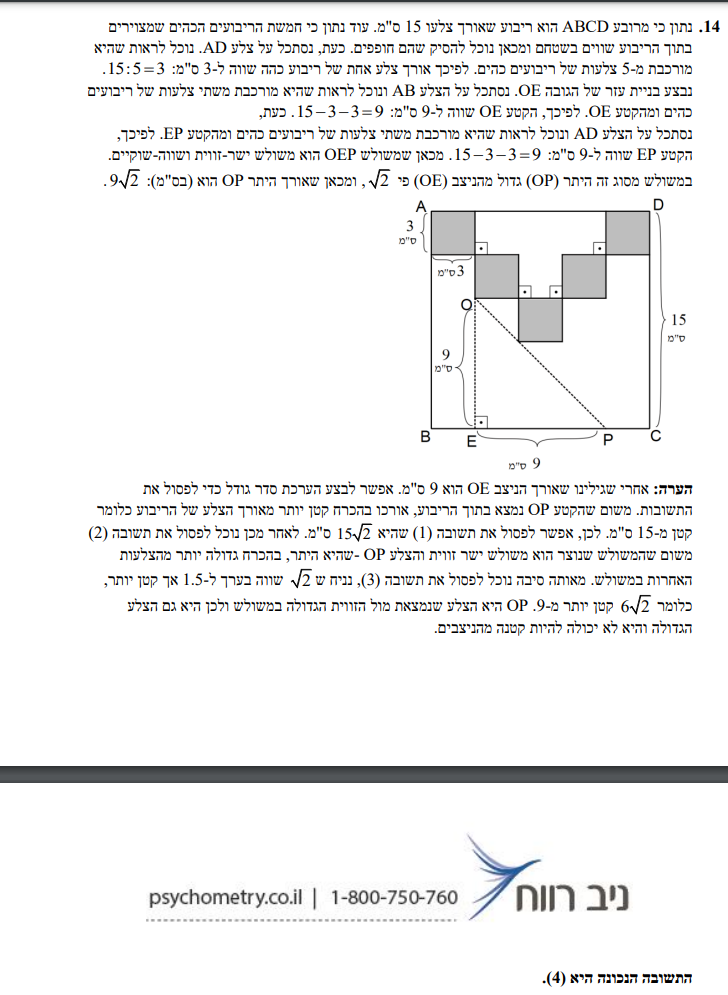 14. נתון כי מרובע ABCD הוא ריבוע שאורך צלעו 15 ס"מ. עוד נתון כי חמשת הריבועים הכהים שמצוירים
בתוך הריבוע שווים בשטחם ומכאן נוכל להסיק שהם חופפים. כעת, נסתכל על צלע AD. נוכל לראות שהיא
מורכבת מ-5 צלעות של ריבועים כהים. לפיכך אורך צלע אחת של ריבוע כהה שווה ל-3 ס"מ: 15:5=3.
נבצע בניית עזר של הגובה OE. נסתכל על הצלע AB ונוכל לראות שהיא מורכבת משתי צלעות של ריבועים
כהים ומהקטע OE. לפיכך, הקטע OE שווה ל-9 ס"מ: 15-3-3=9. כעת,
נסתכל על הצלע AD ונוכל לראות שהיא מורכבת משתי צלעות של ריבועים כהים ומהקטע EP. לפיכך,
הקטע EP שווה ל-9 ס"מ: 15-3-3=9. מכאן שמשולש OEP הוא משולש ישר-זווית ושווה-שוקיים.
במשולש מסוג זה היתר (OP) גדול מהניצב (OE) פי √2, ומכאן שאורך היתר OP הוא (בס"מ): 9√2.
A
D
3
ס"מ
3 ס"מ
O
15
ס"מ
9
ס"מ
B
E
P
C
9 ס"מ
הערה: אחרי שגילינו שאורך הניצב OE הוא 9 ס"מ. אפשר לבצע הערכת סדר גודל כדי לפסול את
התשובות. משום שהקטע OP נמצא בתוך הריבוע, אורכו בהכרח קטן יותר מאורך הצלע של הריבוע כלומר
קטן מ-15 ס"מ. לכן, אפשר לפסול את תשובה (1) שהיא 15√2 ס"מ. לאחר מכן נוכל לפסול את תשובה (2)
משום שהמשולש שנוצר הוא משולש ישר זווית והצלע OP -שהיא היתר, בהכרח גדולה יותר מהצלעות
האחרות במשולש. מאותה סיבה נוכל לפסול את תשובה (3), נניח ש √2 שווה בערך ל-1.5 אך קטן יותר,
כלומר 6√2 קטן יותר מ-9. OP היא הצלע שנמצאת מול הזווית הגדולה במשולש ולכן היא גם הצלע
הגדולה והיא לא יכולה להיות קטנה מהניצבים.
ניב רווח
psychometry.co.il | 1-800-750-760
התשובה הנכונה היא (4).